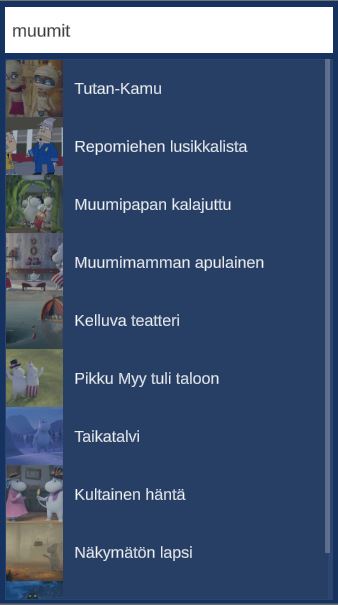 muumit
Tutan-Kamu
Repomiehen lusikkalista
Muumipapan kalajuttu
Muumimamman apulainen
Kelluva teatteri
Pikku Myy tuli taloon
Taikatalvi
Kultainen häntä
Näkymätön lapsi